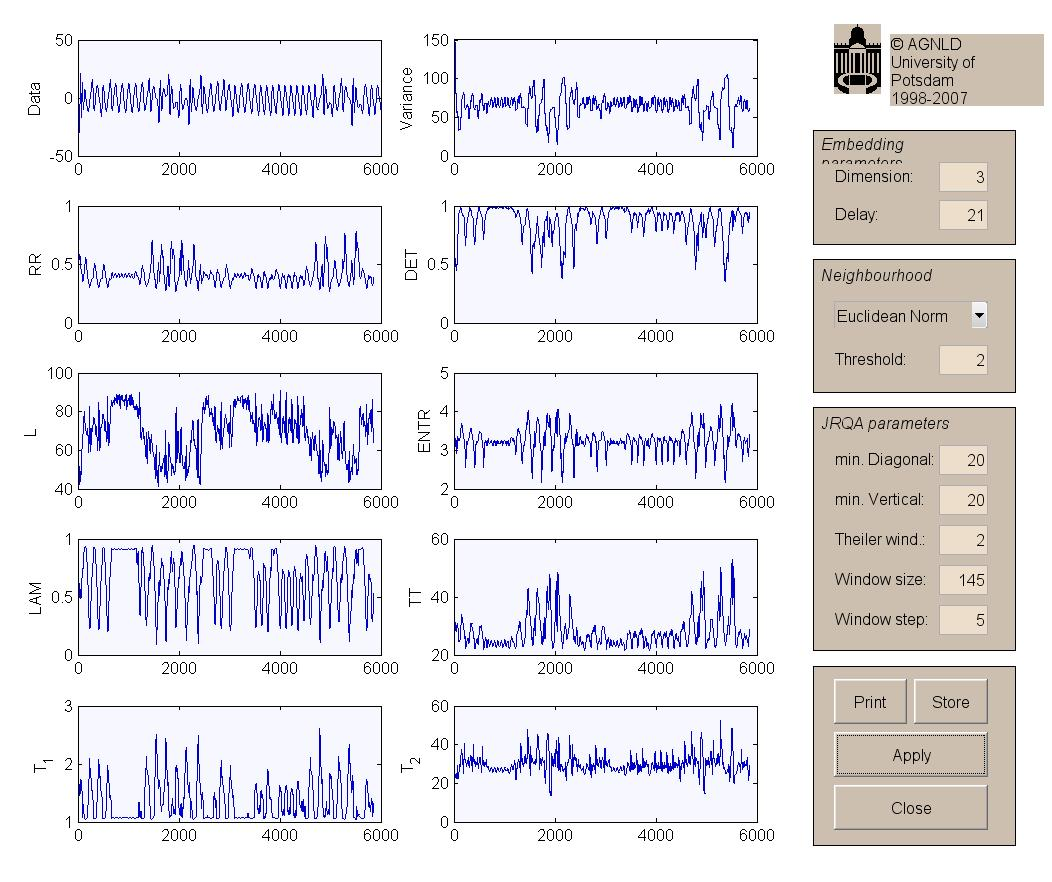 50
0
-50
Data
0
2000
4000
6000
150
100
50
0
Variance
0
2000
4000
6000
1
0.5
0
RR
0
2000
4000
6000
1
0.5
0
DET
0
2000
4000
6000
100
80
60
40
L
0
2000
4000
6000
5
4
3
2
ENTR
0
2000
4000
6000
1
0.5
0
LAM
0
2000
4000
6000
60
40
20
TT
0
2000
4000
6000
3
2
1
T1
0
2000
4000
6000
60
40
20
0
T2
0
2000
4000
6000
© AGNLD
University of
Potsdam
1998-2007
Embedding
parameters
Dimension: 3
Delay: 21
Neighbourhood
Euclidean Norm
Threshold: 2
JRQA parameters
min. Diagonal: 20
min. Vertical: 20
Theiler wind.: 2
Window size: 145
Window step: 5
Print Store
Apply
Close